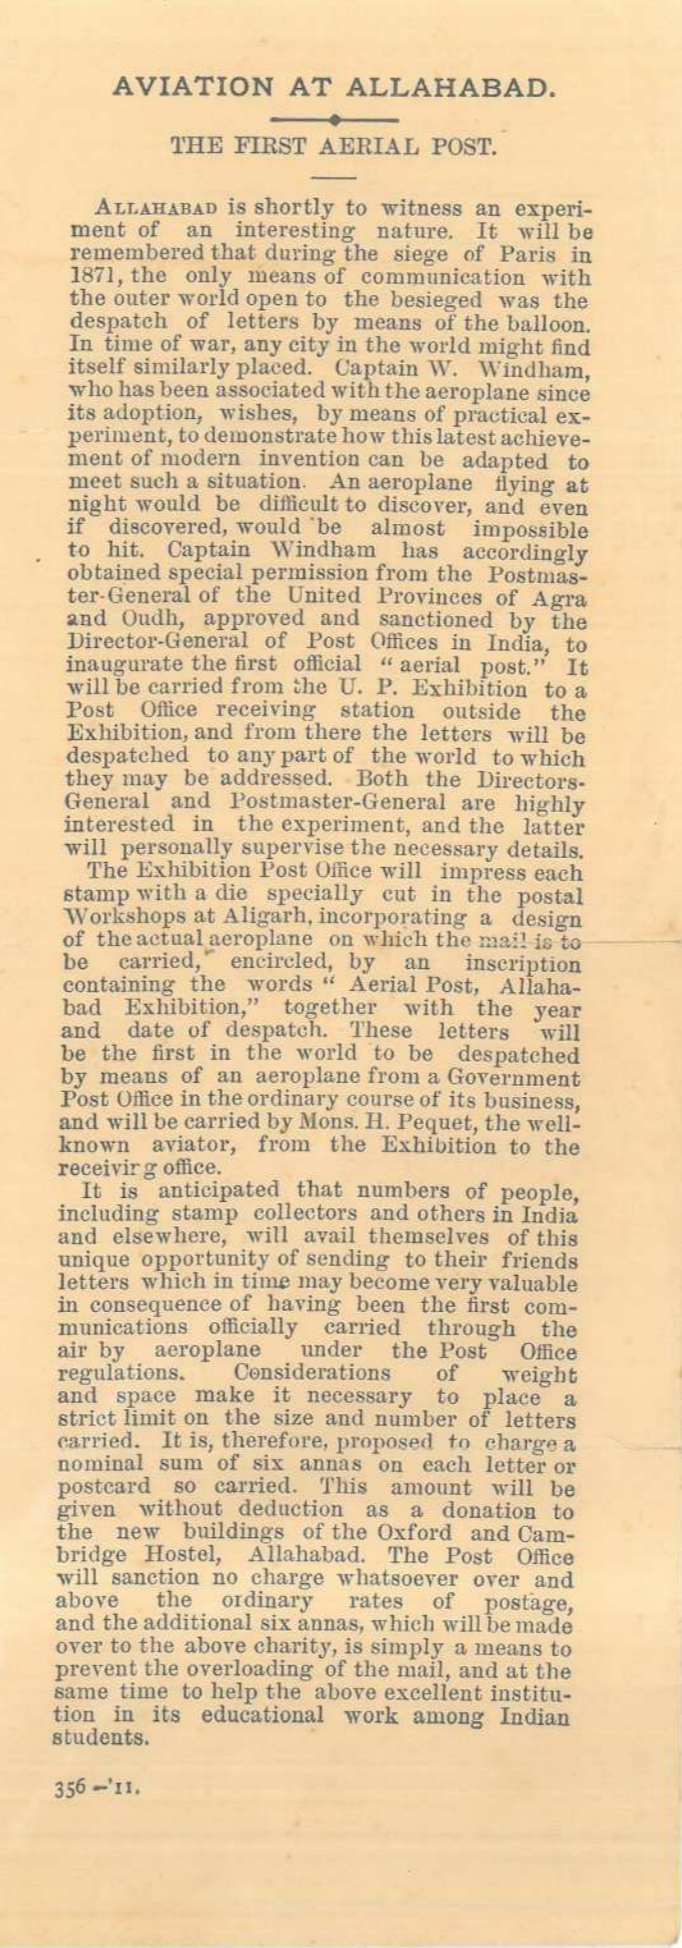 AVIATION AT ALLAHABAD.
THE FIRST AERIAL POST.
ALLAHABAD is shortly to witness an experi-
ment of an interesting nature. It will be
remembered that during the siege of Paris in
1871, the only means of communication with
the outer world open to the besieged was the
despatch of letters by means of the balloon.
In time of war, any city in the world might find
itself similarly placed. Captain W. Windham,
who has been associated with the aeroplane since
its adoption, wishes, by means of practical ex-
periment, to demonstrate how this latest achieve-
ment of modern invention can be adapted to
meet such a situation. An aeroplane flying at
night would be difficult to discover, and even
if discovered, would be almost impossible
to hit. Captain Windham has accordingly
obtained special permission from the Postmas-
ter-General of the United Provinces of Agra
and Oudh, approved and sanctioned by the
Director-General of Post Offices in India, to
inaugurate the first official “ aerial post.” It
will be carried from the U. P. Exhibition to a
Post Office receiving station outside the
Exhibition, and from there the letters will be
despatched to any part of the world to which
they may be addressed. Both the Directors-
General and Postmaster-General are highly
interested in the experiment, and the latter
will personally supervise the necessary details.
The Exhibition Post Office will impress each
stamp with a die specially cut in the postal
Workshops at Aligarh, incorporating a design
of the actual aeroplane on which the mail is to
be carried, encircled, by an inscription
containing the words “ Aerial Post, Allaha-
bad Exhibition,” together with the year
and date of despatch. These letters will
be the first in the world to be despatched
by means of an aeroplane from a Government
Post Office in the ordinary course of its business,
and will be carried by Mons. H. Pequet, the well-
known aviator, from the Exhibition to the
receivirg office.
It is anticipated that numbers of people,
including stamp collectors and others in India
and elsewhere, will avail themselves of this
unique opportunity of sending to their friends
letters which in time may become very valuable
in consequence of having been the first com-
munications officially carried through the
air by aeroplane under the Post Office
regulations. Considerations of weight
and space make it necessary to place a
strict limit on the size and number of letters
carried. It is, therefore, proposed to charge a
nominal sum of six annas on each letter or
postcard so carried. This amount will be
given without deduction as a donation to
the new buildings of the Oxford and Cam-
bridge Hostel, Allahabad. The Post Office
will sanction no charge whatsoever over and
above the ordinary rates of postage,
and the additional six annas, which will be made
over to the above charity, is simply a means to
prevent the overloading of the mail, and at the
same time to help the above excellent institu-
tion in its educational work among Indian
students.
356 –'11.